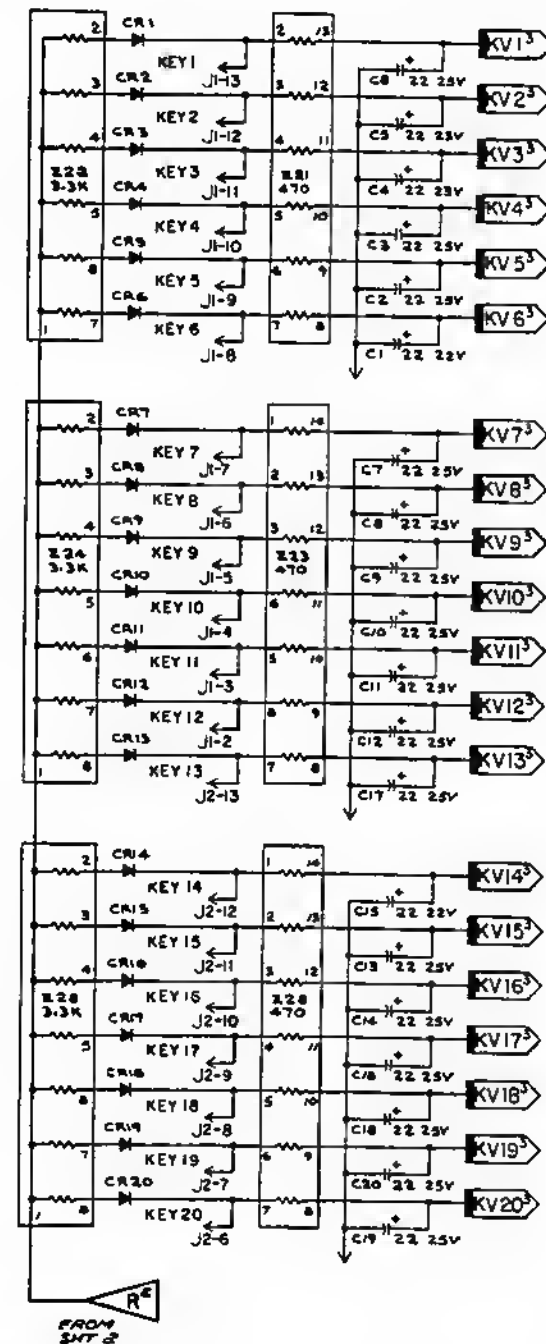 2 CR1 2 13 KV1³
KEY1
J1-13 C6 + 22 25V
3 CR2 3 12 KV2³
KEY2
J1-12 C5 + 22 25V
4 CR3 4 11 KV3³
KEY3
Z22 J1-11 Z21 C4 + 22 25V
3.3K CR4 470
5 5 10 KV4³
KEY4
J1-10 C3 + 22 25V
CR5
6 6 9 KV5³
KEY5
J1-9 C2 + 22 25V
CR6
1 7 7 8 KV6³
KEY6
J1-8 C1 + 22 22V
2 CR7 1 14 KV7³
KEY7
J1-7 C7 + 22 25V
3 CR8 2 13 KV8³
KEY8
J1-6 C8 + 22 25V
4 CR9 3 12 KV9³
KEY9
Z24 J1-5 Z23 C9 + 22 25V
3.3K CR10 470
5 6 11 KV10³
KEY10
J1-4 C10 + 22 25V
CR11
6 5 10 KV11³
KEY11
J1-3 C11 + 22 25V
CR12
7 8 9 KV12³
KEY12
J1-2 C12 + 22 25V
CR13
1 7 8 KV13³
KEY13
J2-13 C17 + 22 25V
2 CR14 1 14 KV14³
KEY14
J2-12 C15 + 22 22V
3 CR15 2 13 KV15³
KEY15
J2-11 C13 + 22 25V
4 CR16 3 12 KV16³
KEY16
J2-10 C14 + 22 25V
3.3K CR17 470
5 4 11 KV17³
KEY17
J2-9 22 25V
CR18
6 5 10 KV18³
KEY18
J2-8 C18 + 22 25V
CR19
7 6 9 KV19³
KEY19
J2-7 C20 + 22 25V
CR20
1 8 7 8 KV20³
KEY20
J2-6 C19 + 22 25V
R
FROM
SHT 2